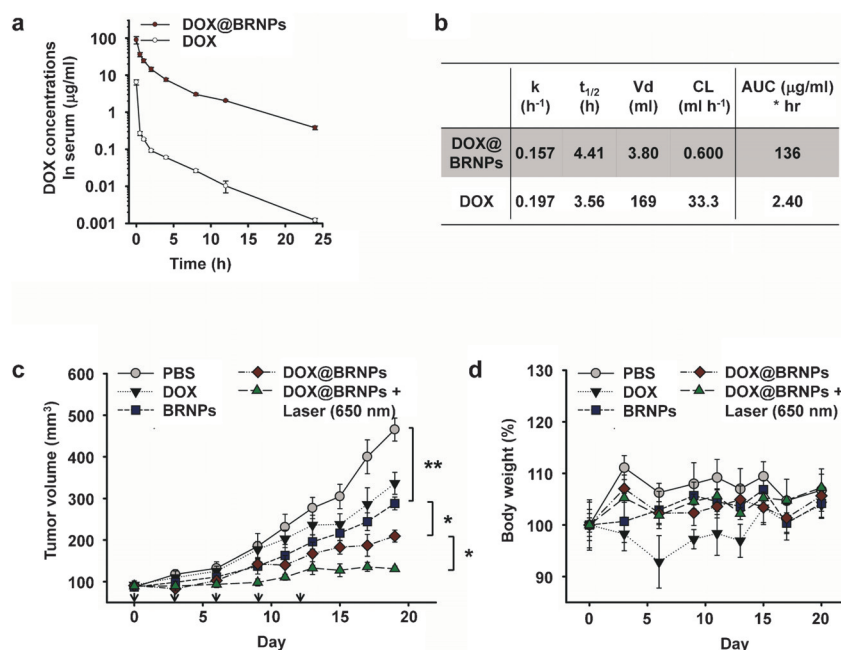 a
DOX@BRNPs
DOX
DOX concentrations
In serum (μg/ml)
100
10
1
0.1
0.01
0.001
0 5 10 15 20 25
Time (h)
b
k (h⁻¹) t1/2 (h) Vd (ml) CL (ml h⁻¹) AUC (μg/ml) * hr
DOX@ BRNPs 0.157 4.41 3.80 0.600 136
DOX 0.197 3.56 169 33.3 2.40
c
PBS
DOX
BRNPs
DOX@BRNPs
DOX@BRNPs +
Laser (650 nm)
Tumor volume (mm³)
600
500
400
300
200
100
**
*
*
0 5 10 15 20
Day
d
PBS
DOX
BRNPs
DOX@BRNPs
DOX@BRNPs +
Laser (650 nm)
Body weight (%)
130
120
110
100
90
0 5 10 15 20
Day